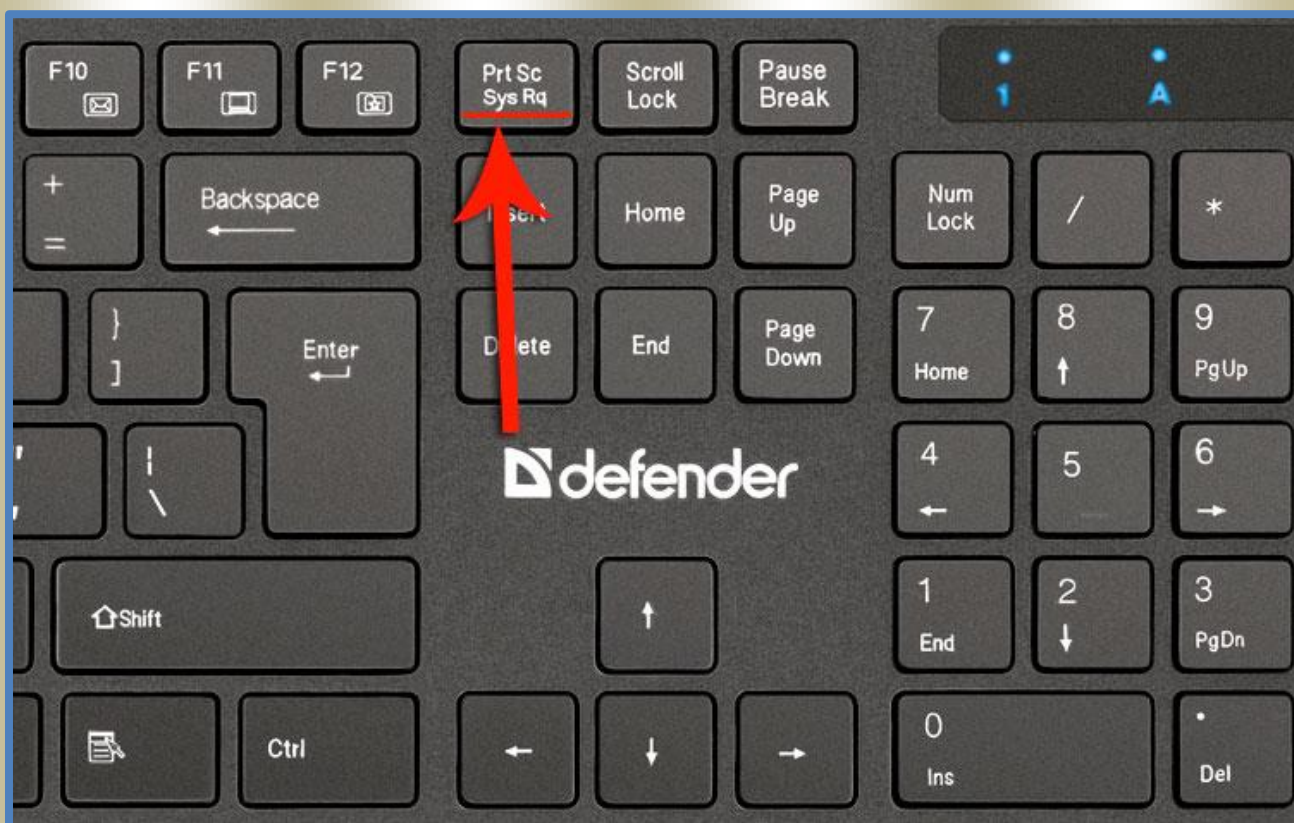 F10
F11
F12
Prt Sc
Sys Rq
Scroll
Lock
Pause
Break
1
A
+
=
Backspace
Insert
Home
Page
Up
Num
Lock
/
*
}
]
Enter
Delete
End
Page
Down
7
Home
8
9
PgUp
"
'
|
\
defender
4
5
6
Shift
1
End
2
3
PgDn
Ctrl
0
Ins
.
Del